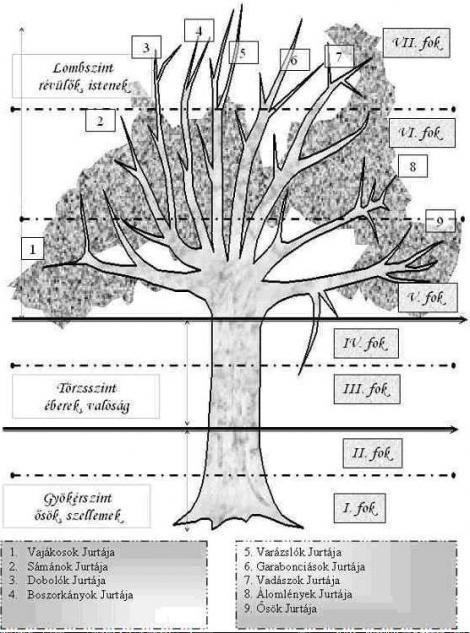 3
4
5
6
7
VII. fok
Lombszint
révülők, istenek
2
VI. fok
8
1
9
V. fok
IV. fok
Törzsszint
éberek, valóság
III. fok
II. fok
Gyökérszint
ősök, szellemek
I. fok
1. Vajákosok Jurtája
2. Sámánok Jurtája
3. Dobolók Jurtája
4. Boszorkányok Jurtája
5. Varázslók Jurtája
6. Garabonciások Jurtája
7. Vadászok Jurtája
8. Álomlények Jurtája
9. Ősök Jurtája